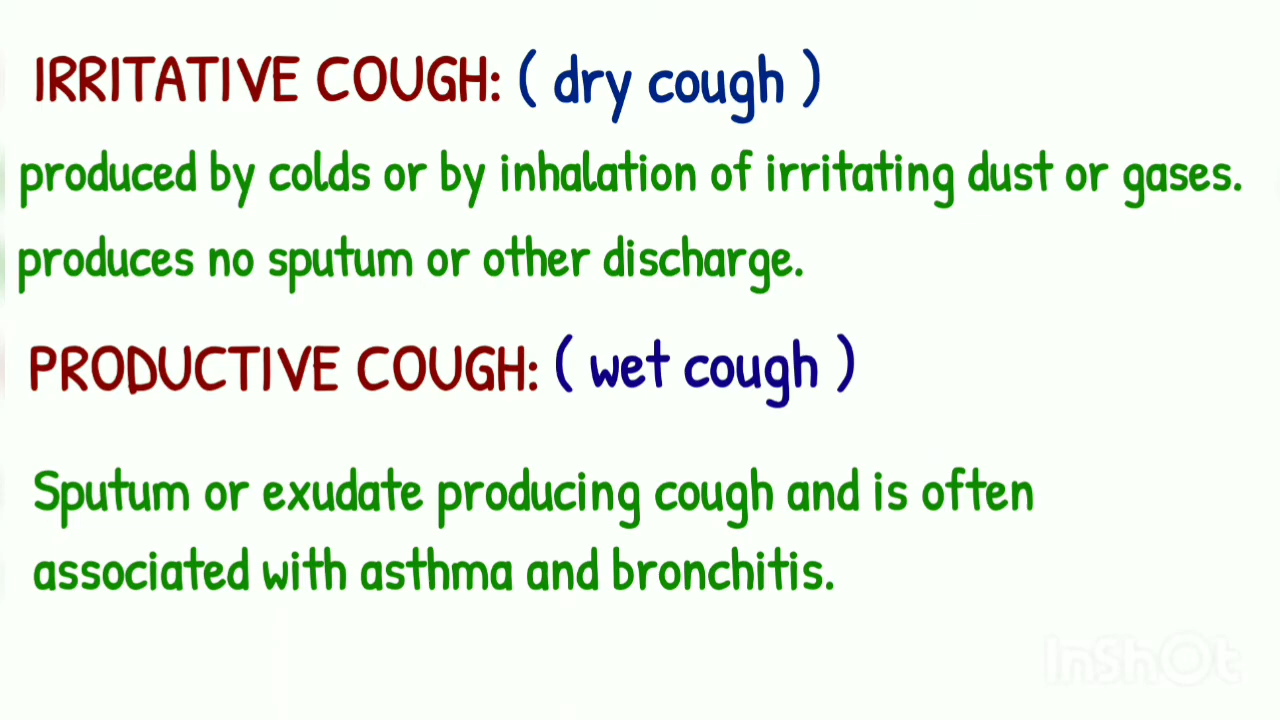 IRRITATIVE COUGH: ( dry cough )
produced by colds or by inhalation of irritating dust or gases.
produces no sputum or other discharge.
PRODUCTIVE COUGH: ( wet cough )
Sputum or exudate producing cough and is often
associated with asthma and bronchitis.
InShOt